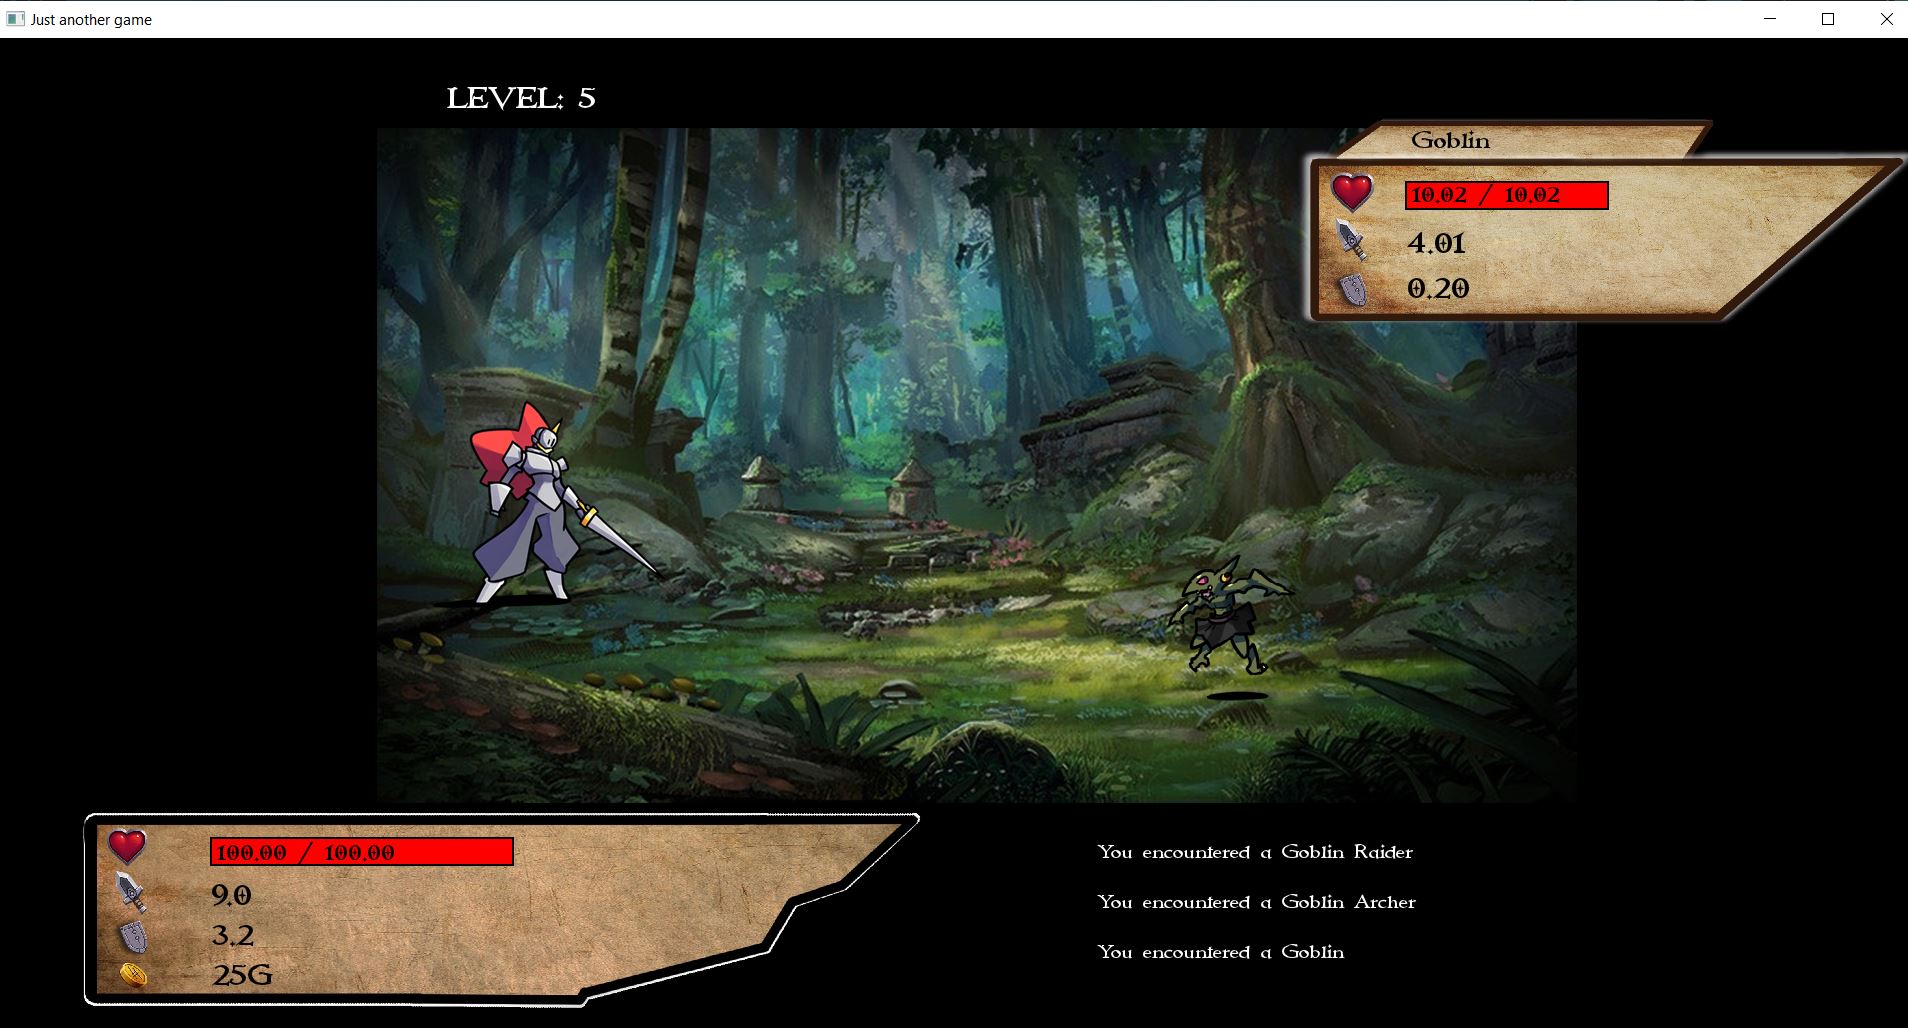 Just another game
LEVEL: 5
Goblin
10.02 / 10.02
4.01
0.20
100.00 / 100.00
9.0
3.2
25G
You encountered a Goblin Raider
You encountered a Goblin Archer
You encountered a Goblin